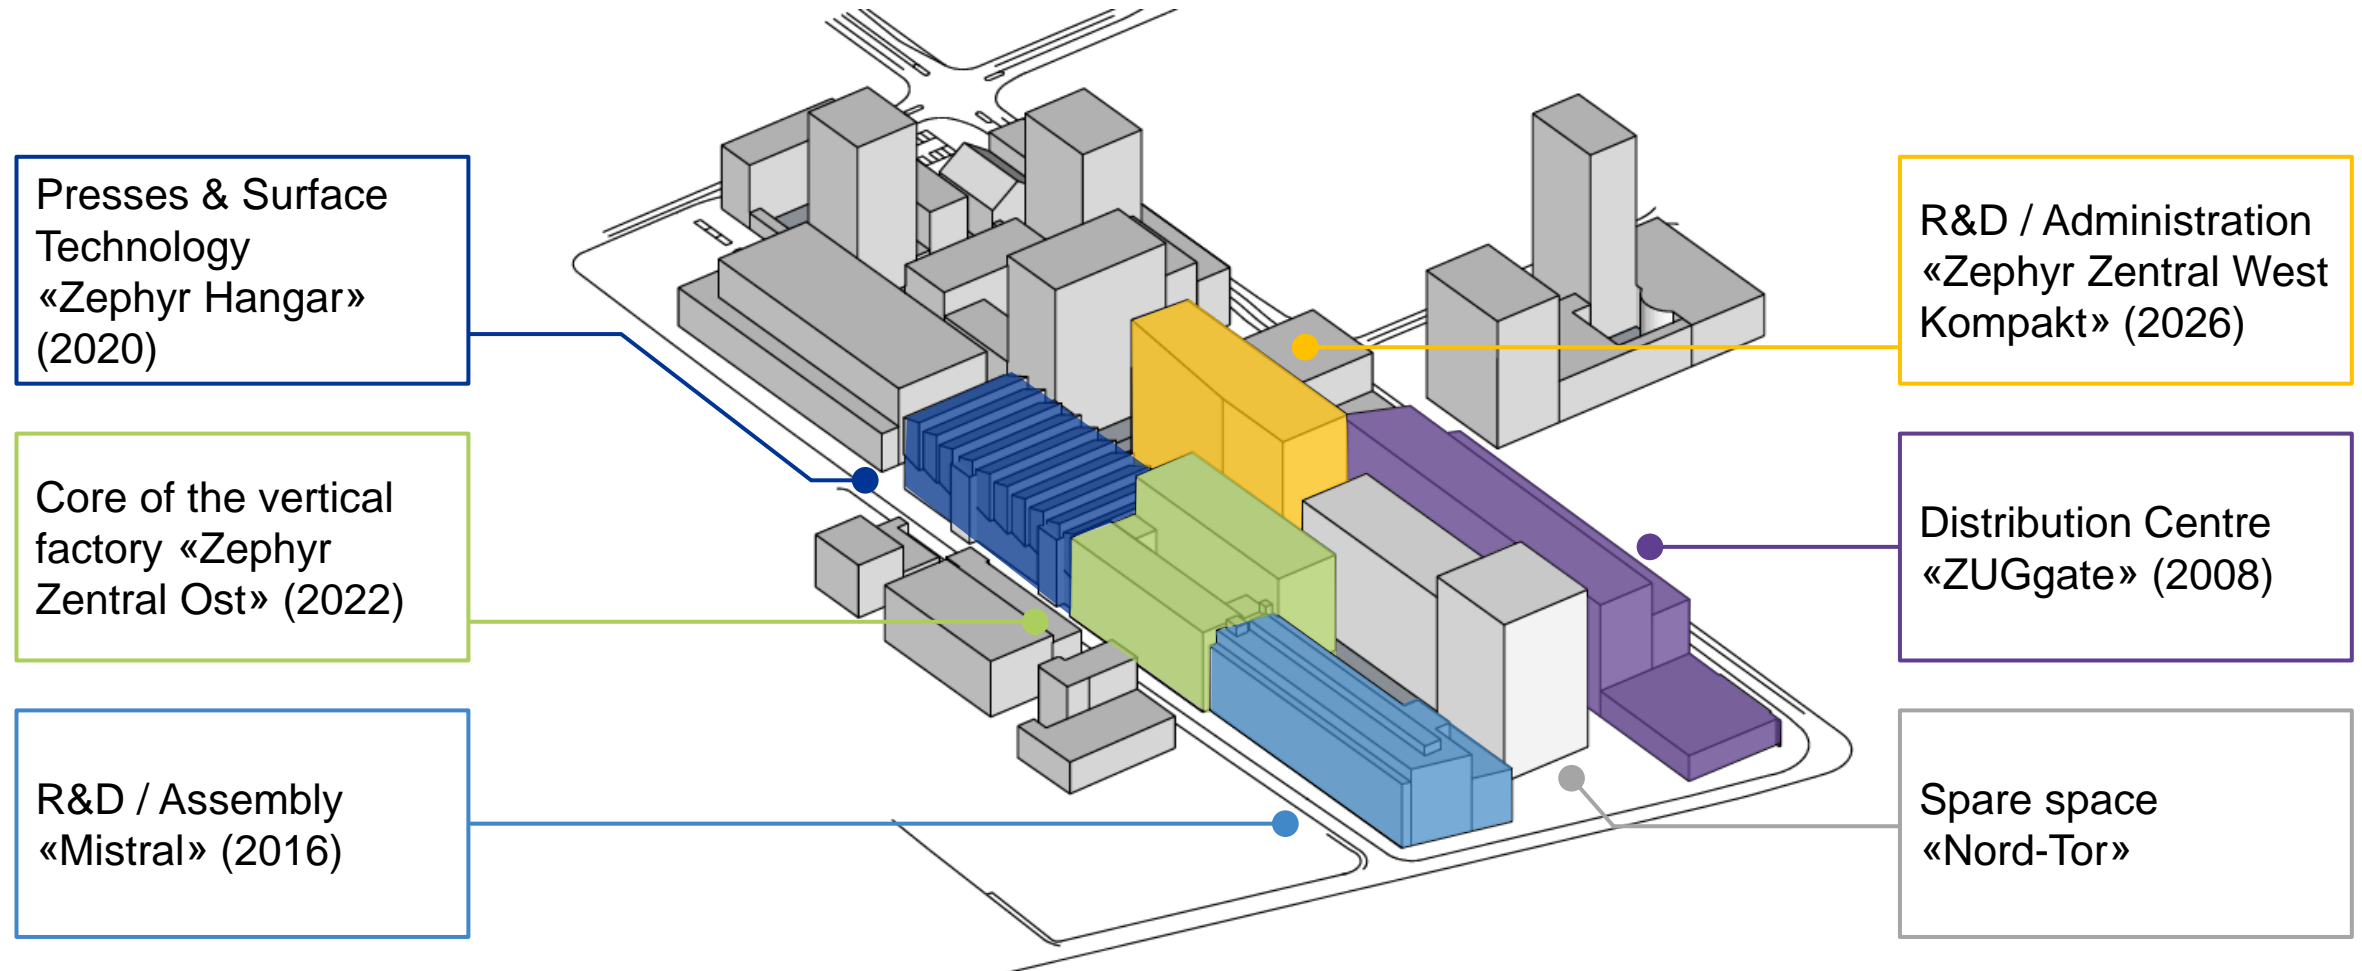 Presses & Surface
Technology
«Zephyr Hangar»
(2020)
Core of the vertical
factory «Zephyr
Zentral Ost» (2022)
R&D / Assembly
«Mistral» (2016)
R&D / Administration
«Zephyr Zentral West
Kompakt» (2026)
Distribution Centre
«ZUGgate» (2008)
Spare space
«Nord-Tor»